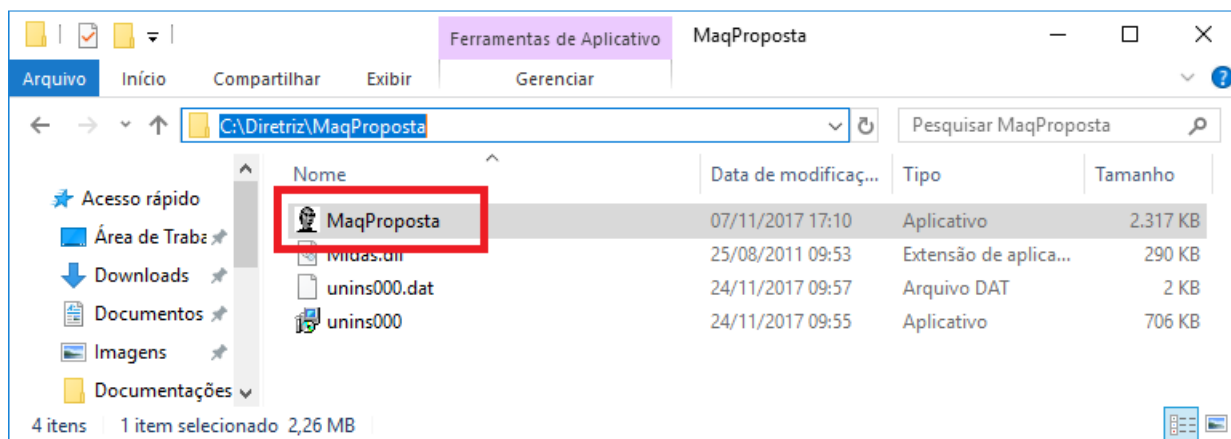 Ferramentas de Aplicativo MaqProposta
Arquivo Início Compartilhar Exibir Gerenciar
C:\Diretriz\MaqProposta Pesquisar MaqProposta
Nome Data de modificaç... Tipo Tamanho
Acesso rápido
MaqProposta 07/11/2017 17:10 Aplicativo 2.317 KB
Área de Traba
Midas.dll 25/08/2011 09:53 Extensão de aplica... 290 KB
Downloads
unins000.dat 24/11/2017 09:57 Arquivo DAT 2 KB
Documentos
unins000 24/11/2017 09:55 Aplicativo 706 KB
Imagens
Documentações
4 itens 1 item selecionado 2,26 MB